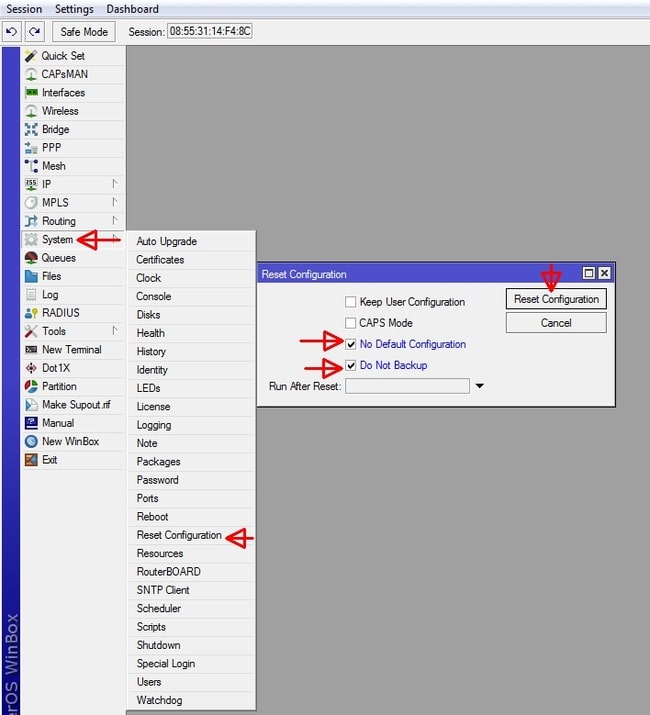 Session Settings Dashboard
Safe Mode Session: 08:55:31:14:F4:8C
Quick Set
CAPsMAN
Interfaces
Wireless
Bridge
PPP
Mesh
IP
MPLS
Routing
System
Queues
Files
Log
RADIUS
Tools
New Terminal
Dot1X
Partition
Make Supout.rif
Manual
New WinBox
Exit
Auto Upgrade
Certificates
Clock
Console
Disks
Health
History
Identity
LEDs
License
Logging
Note
Packages
Password
Ports
Reboot
Reset Configuration
Resources
RouterBOARD
SNTP Client
Scheduler
Scripts
Shutdown
Special Login
Users
Watchdog
Reset Configuration
Keep User Configuration
CAPS Mode
No Default Configuration
Do Not Backup
Run After Reset:
Reset Configuration
Cancel
erOS WinBox